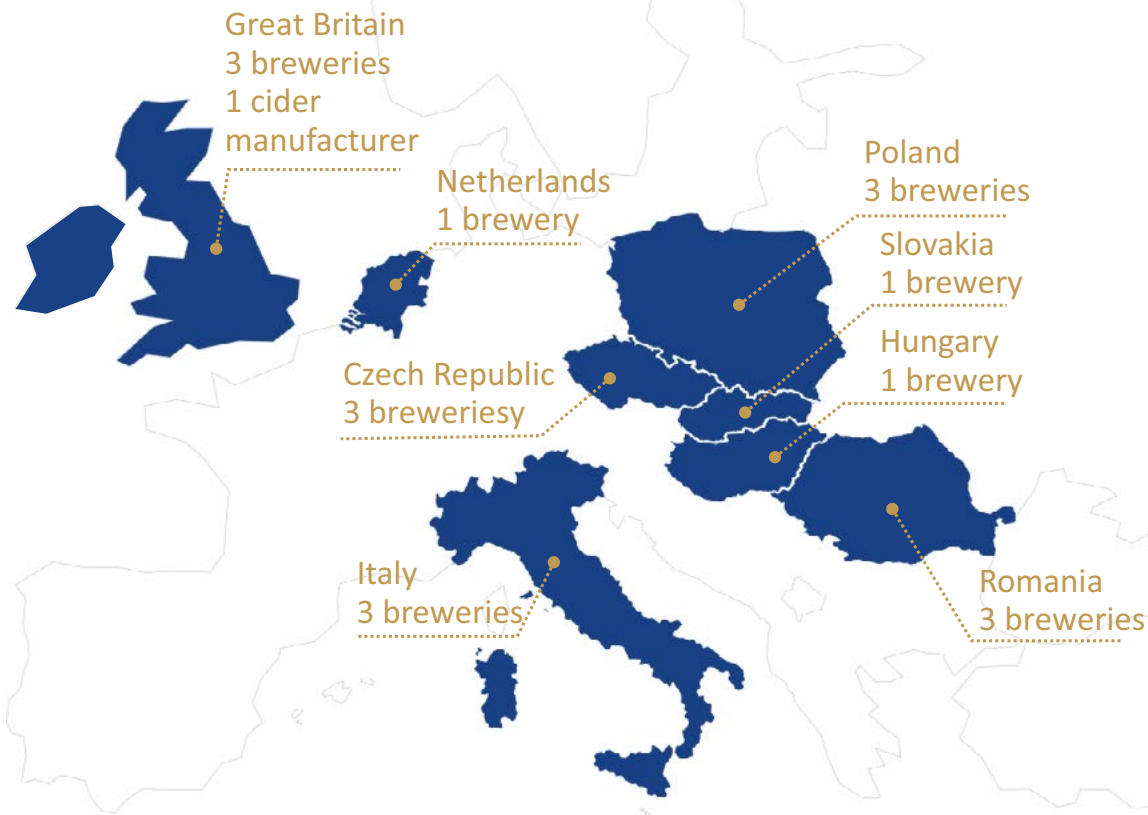 Great Britain
3 breweries
1 cider
manufacturer
Netherlands
1 brewery
Poland
3 breweries
Slovakia
1 brewery
Hungary
1 brewery
Czech Republic
3 breweriesy
Italy
3 breweries
Romania
3 breweries